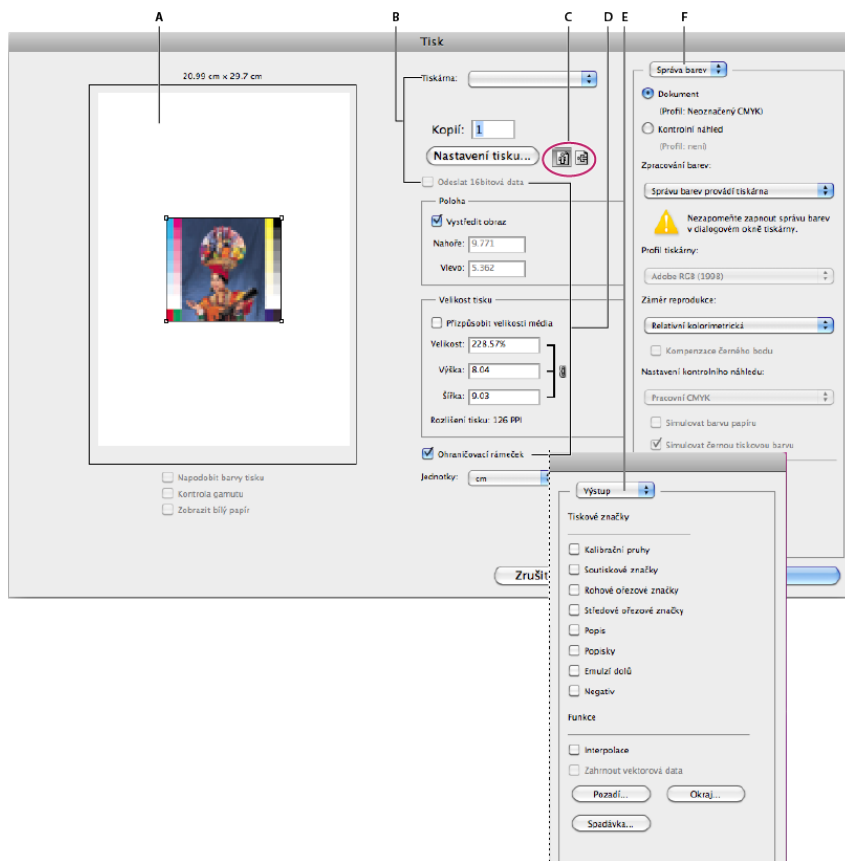 A B C D E F
Tisk
20.99 cm x 29.7 cm
Tiskárna:
Kopií: 1
Nastavení tisku...
Odeslat 16bitová data
Poloha
Vystředit obraz
Nahoře: 9.771
Vlevo: 5.362
Velikost tisku
Přizpůsobit velikosti média
Velikost: 228.57%
Výška: 8.04
Šířka: 9.03
Rozlišení tisku: 126 PPI
Ohraničovací rámeček
Jednotky: cm
Napodobit barvy tisku
Kontrola gamutu
Zobrazit bílý papír
Zrušit
Správa barev
Dokument
(Profil: Neoznačený CMYK)
Kontrolní náhled
(Profil: není)
Zpracování barev:
Správu barev provádí tiskárna
Nezapomeňte zapnout správu barev
v dialogovém okně tiskárny.
Profil tiskárny:
Adobe RGB (1998)
Záměr reprodukce:
Relativní kolorimetrická
Kompenzace černého bodu
Nastavení kontrolního náhledu:
Pracovní CMYK
Simulovat barvu papíru
Simulovat černou tiskovou barvu
Výstup
Tiskové značky
Kalibrační pruhy
Soutiskové značky
Rohové ořezové značky
Středové ořezové značky
Popis
Popisky
Emulzí dolů
Negativ
Funkce
Interpolace
Zahrnout vektorová data
Pozadí...
Okraj...
Spadávka...